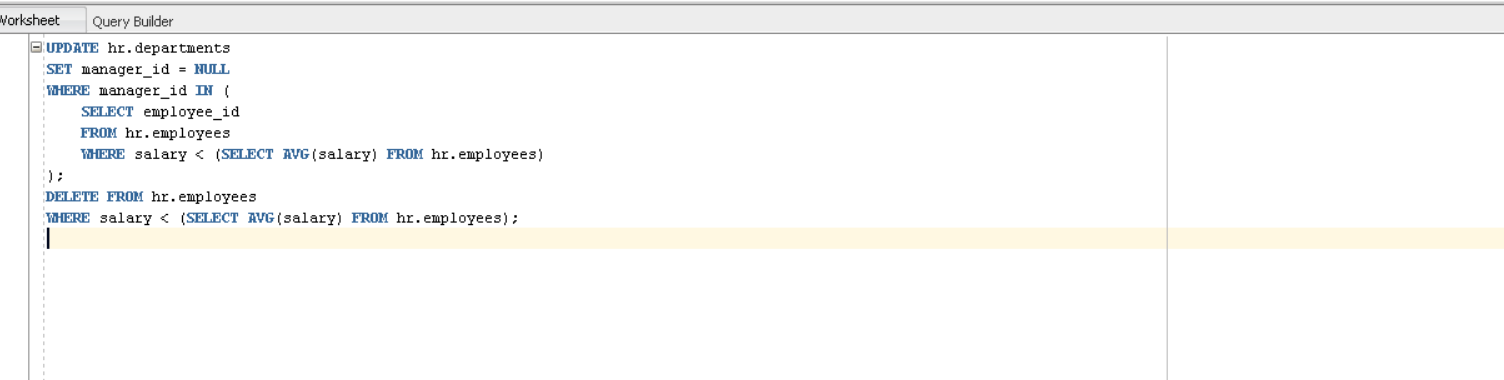 Worksheet Query Builder
UPDATE hr.departments
SET manager_id = NULL
WHERE manager_id IN (
    SELECT employee_id
    FROM hr.employees
    WHERE salary < (SELECT AVG(salary) FROM hr.employees)
);
DELETE FROM hr.employees
WHERE salary < (SELECT AVG(salary) FROM hr.employees);